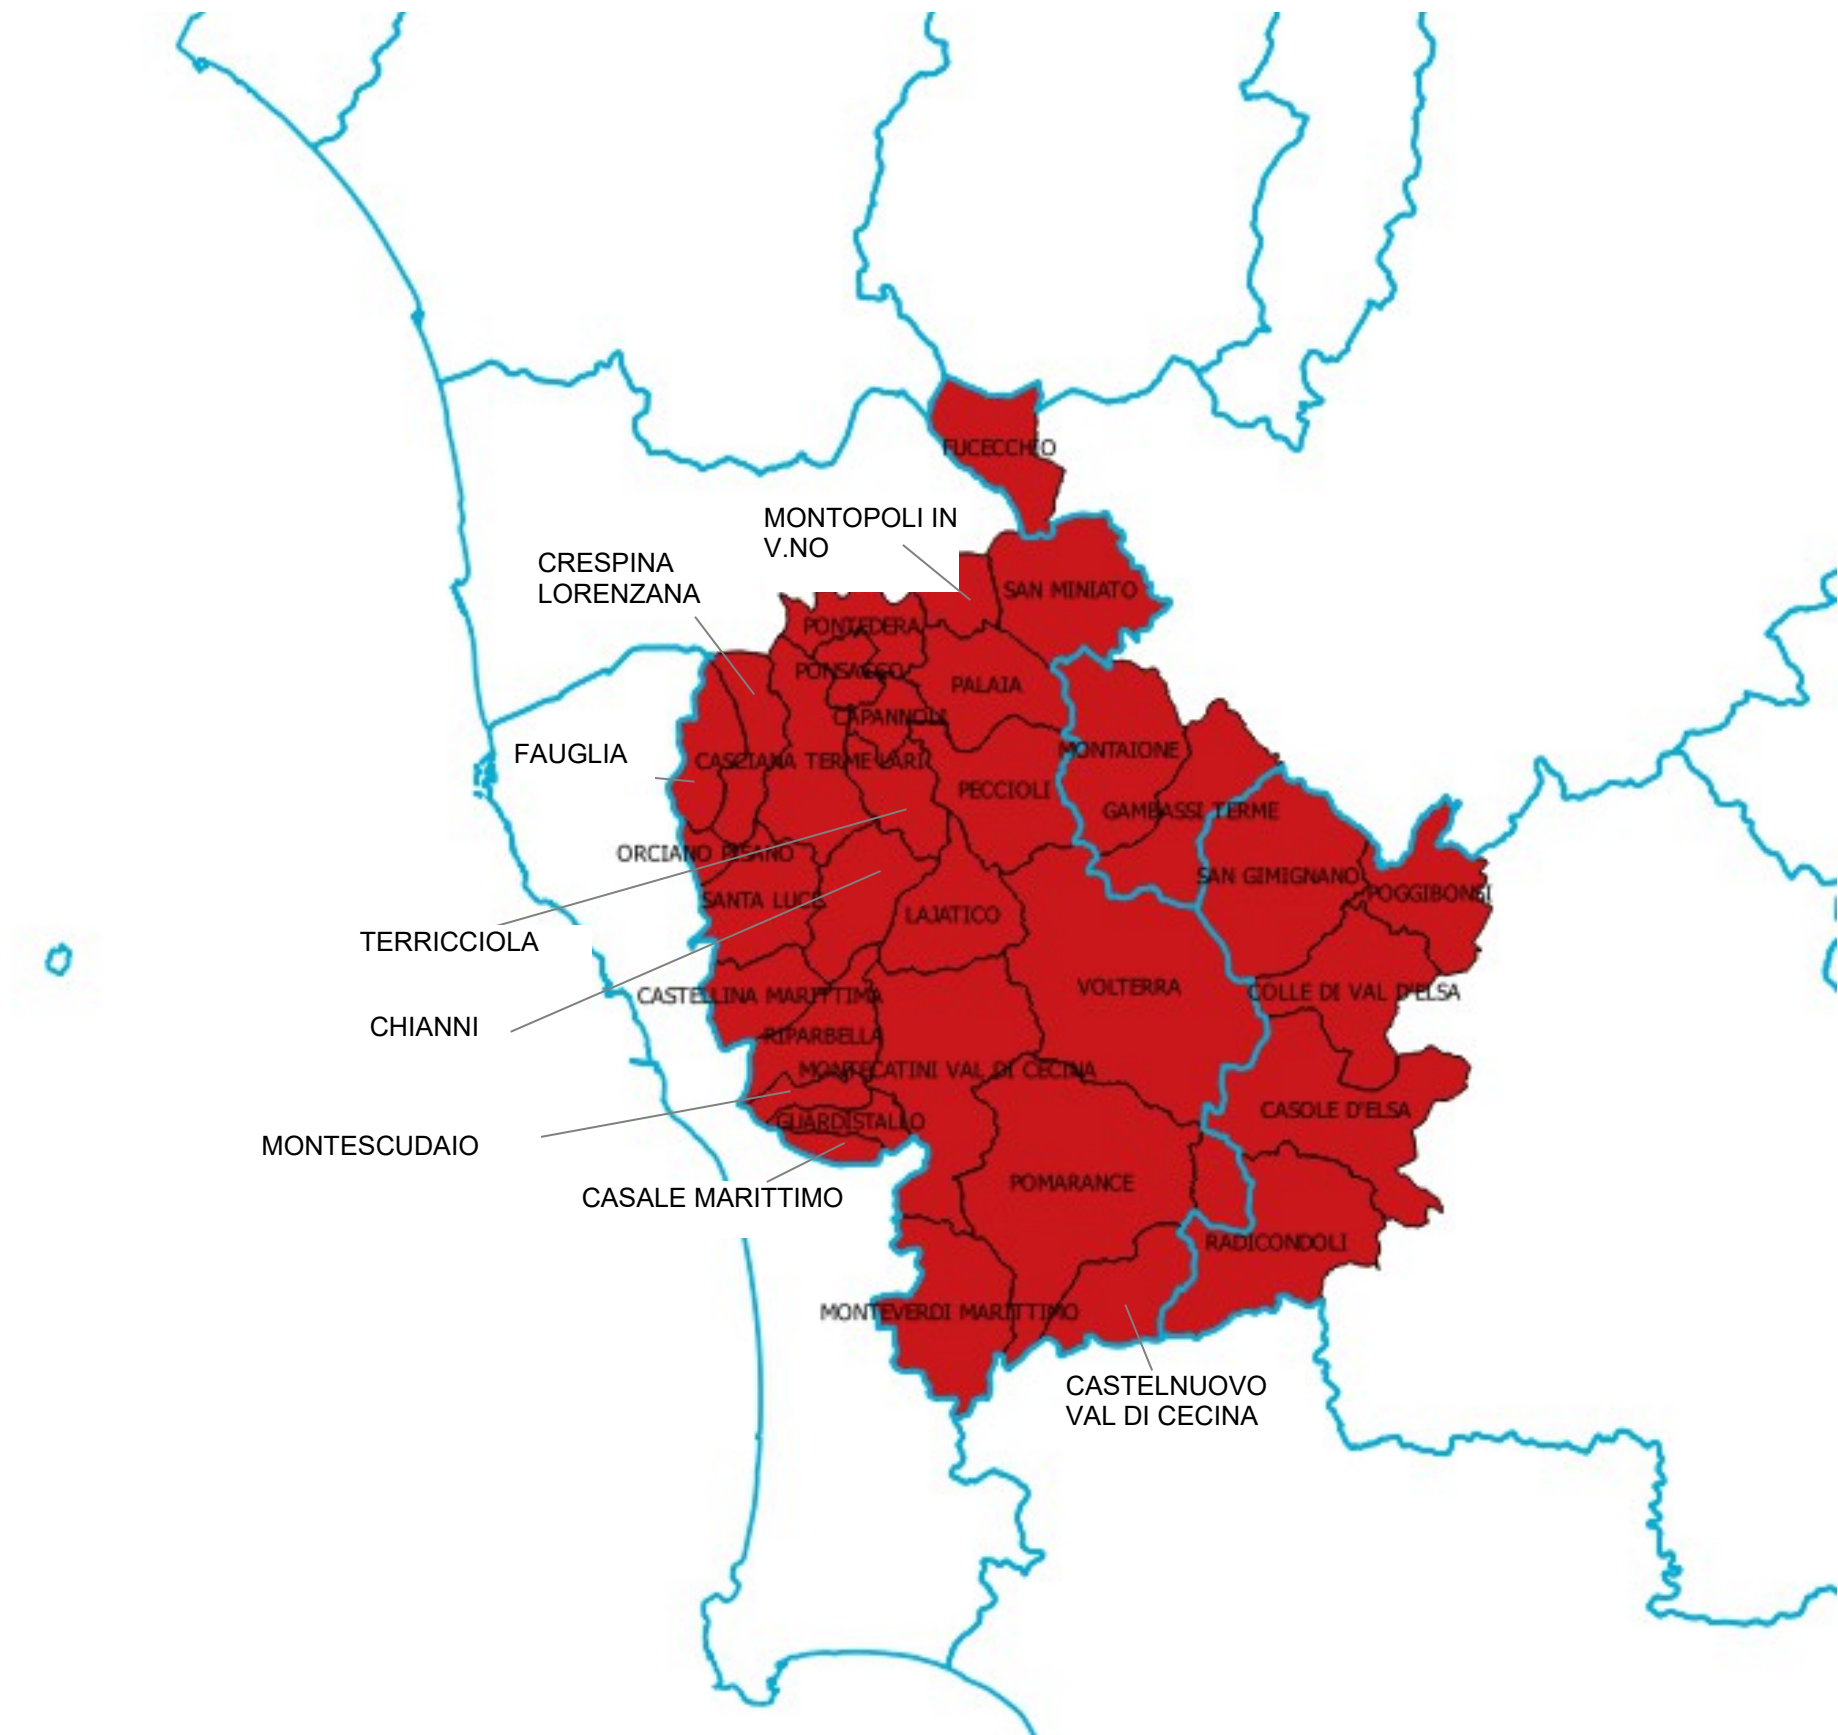 FUCECCHIO
MONTOPOLI IN
V.NO
CRESPINA
LORENZANA
SAN MINIATO
PONTEDERA
PONSACCO
PALAIA
CAPANNOLI
FAUGLIA
CASCIANA TERME LARI
MONTAIONE
PECCIOLI
GAMBASSI TERME
ORCIANO PISANO
SAN GIMIGNANO
POGGIBONSI
SANTA LUCE
LAJATICO
TERRICCIOLA
VOLTERRA
COLLE DI VAL D'ELSA
CASTELLINA MARITTIMA
CHIANNI
RIPARBELLA
MONTECATINI VAL DI CECINA
CASOLE D'ELSA
GUARDISTALLO
MONTESCUDAIO
POMARANCE
CASALE MARITTIMO
RADICONDOLI
MONTEVERDI MARITTIMO
CASTELNUOVO
VAL DI CECINA